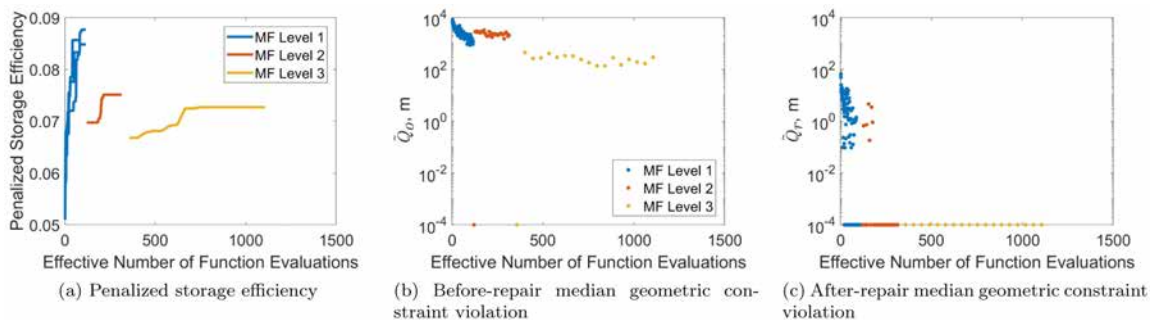 0.09
0.08
0.07
0.06
0.05
Penalized Storage Efficiency
MF Level 1
MF Level 2
MF Level 3
0 500 1000 1500
Effective Number of Function Evaluations
(a) Penalized storage efficiency
10^4
10^2
10^0
10^-2
10^-4
Q̃_O, m
MF Level 1
MF Level 2
MF Level 3
0 500 1000 1500
Effective Number of Function Evaluations
(b) Before-repair median geometric con-
straint violation
10^4
10^2
10^0
10^-2
10^-4
Q̃_r, m
0 500 1000 1500
Effective Number of Function Evaluations
(c) After-repair median geometric constraint
violation